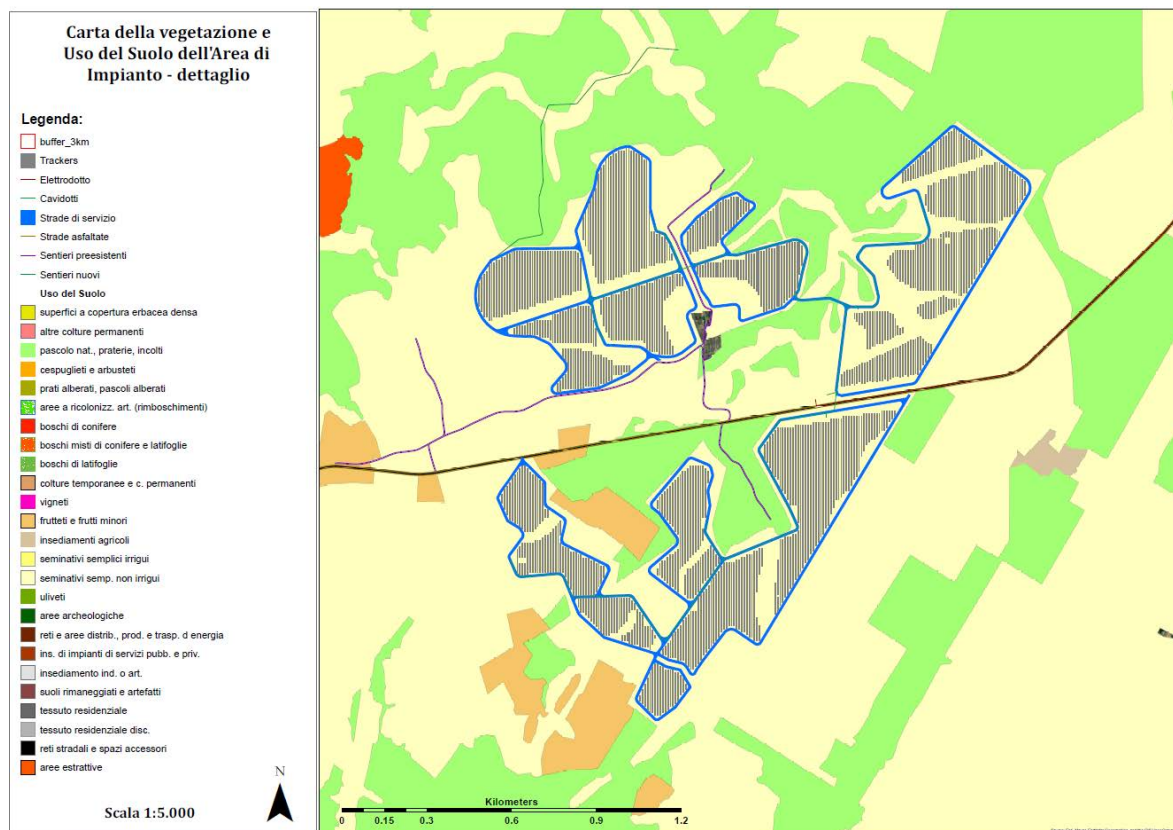 Carta della vegetazione e
Uso del Suolo dell'Area di
Impianto - dettaglio
Legenda:
buffer_3km
Trackers
Elettrodotto
Cavidotti
Strade di servizio
Strade asfaltate
Sentieri preesistenti
Sentieri nuovi
Uso del Suolo
superfici a copertura erbacea densa
altre colture permanenti
pascolo nat., praterie, incolti
cespuglieti e arbusteti
prati alberati, pascoli alberati
aree a ricolonizz. art. (rimboschimenti)
boschi di conifere
boschi misti di conifere e latifoglie
boschi di latifoglie
colture temporanee e c. permanenti
vigneti
frutteti e frutti minori
insediamenti agricoli
seminativi semplici irrigui
seminativi semp. non irrigui
uliveti
aree archeologiche
reti e aree distrib., prod. e trasp. d energia
ins. di impianti di servizi pubb. e priv.
insediamento ind. o art.
suoli rimaneggiati e artefatti
tessuto residenziale
tessuto residenziale disc.
reti stradali e spazi accessori
aree estrattive
N
Scala 1:5.000
Kilometers
0 0.15 0.3 0.6 0.9 1.2